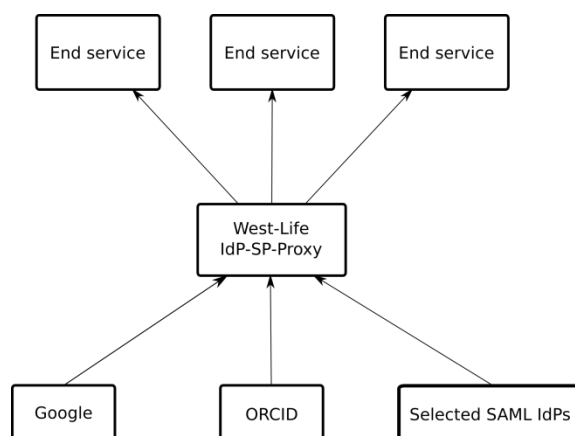 End service
End service
End service
West-Life
IdP-SP-Proxy
Google
ORCID
Selected SAML IdPs